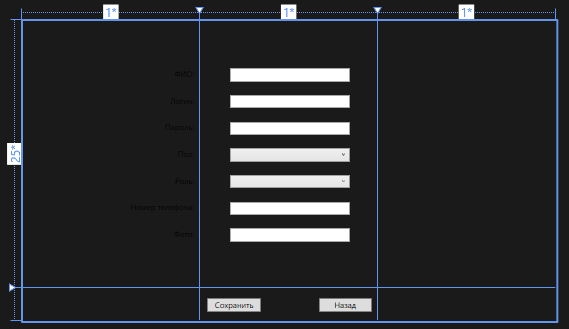 1* 1* 1*
25*
ФИО:
Логин:
Пароль:
Пол:
Роль:
Номер телефона:
Фото:
Сохранить Назад